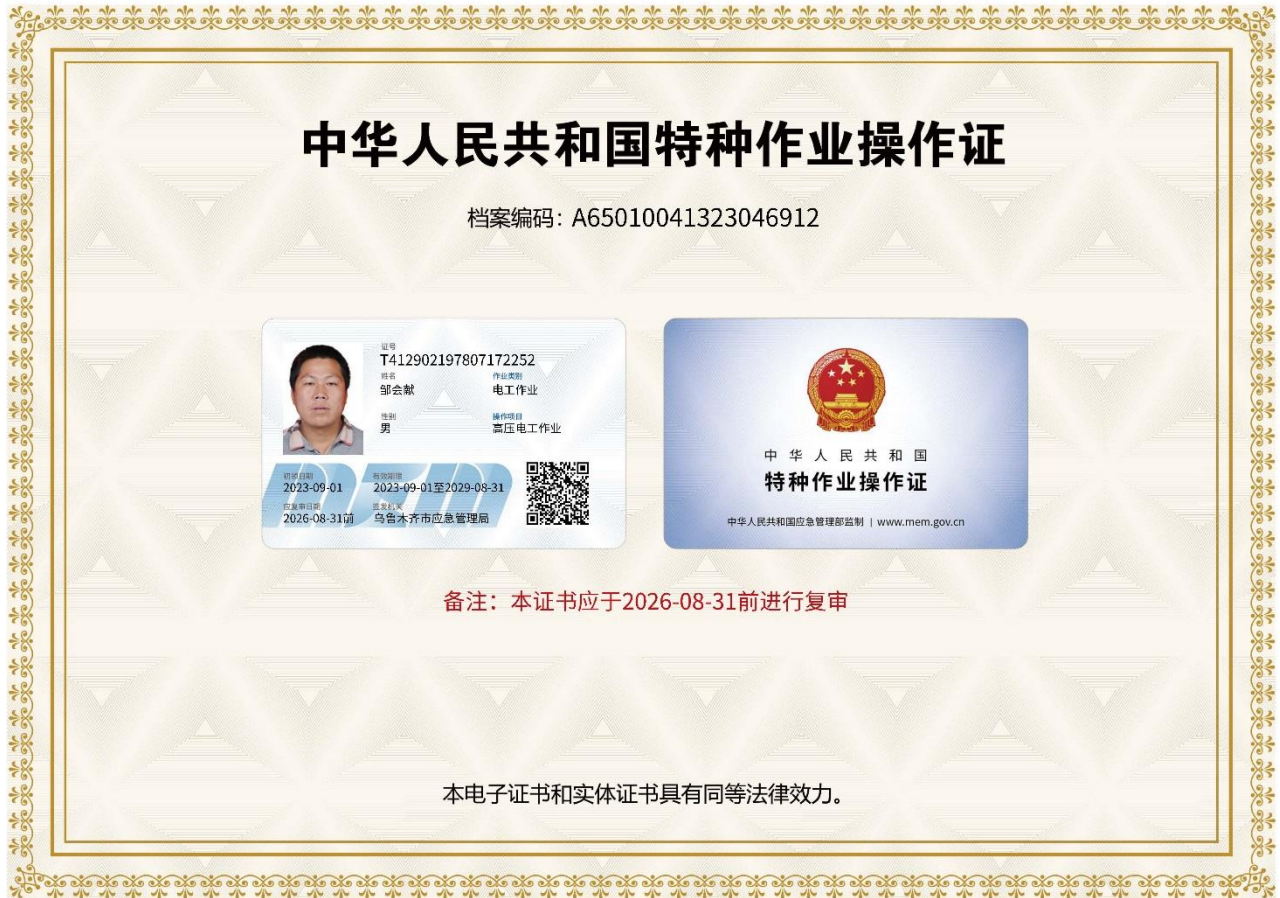 中华人民共和国特种作业操作证
档案编码：A65010041323046912
证号
T412902197807172252
姓名 作业类别
邹会献 电工作业
性别 操作项目
男 高压电工作业
初领日期 有效期限
2023-09-01 2023-09-01至2029-08-31
应复审日期 签发机关
2026-08-31前 乌鲁木齐市应急管理局
中华人民共和国
特种作业操作证
中华人民共和国应急管理部监制 | www.mem.gov.cn
备注：本证书应于2026-08-31前进行复审
本电子证书和实体证书具有同等法律效力。